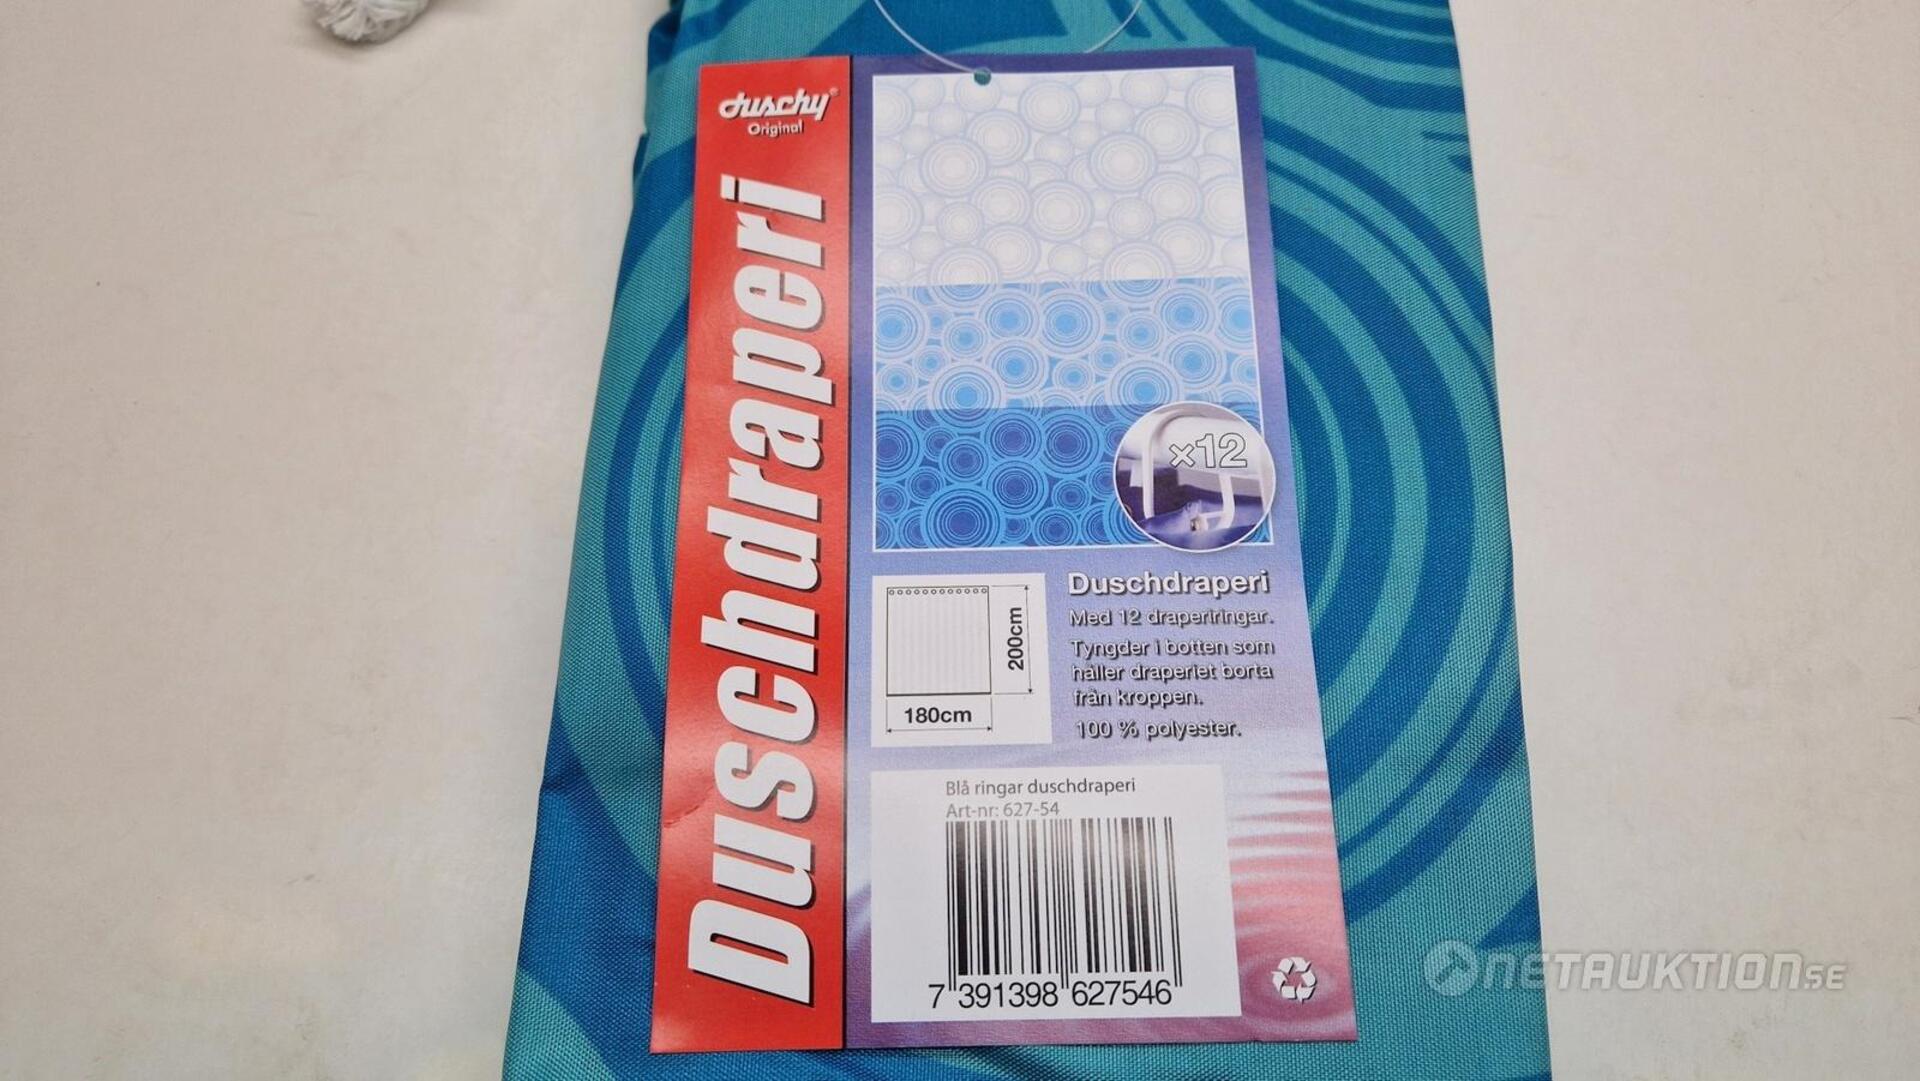 duschy®
Original
Duschdraperi
×12
Duschdraperi
Med 12 draperiringar.
Tyngder i botten som
håller draperiet borta
från kroppen.
100 % polyester.
200cm
180cm
Blå ringar duschdraperi
Art-nr: 627-54
7 391398 627546
NETAUKTION.SE